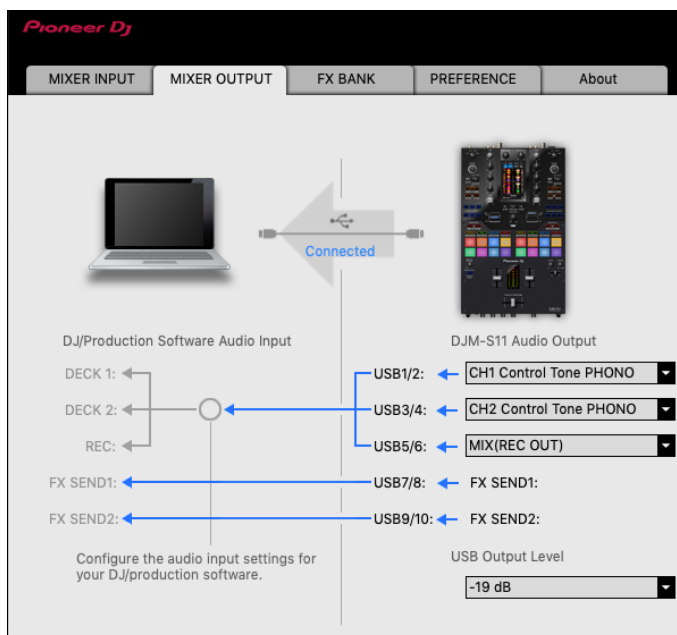 Pioneer Dj
MIXER INPUT
MIXER OUTPUT
FX BANK
PREFERENCE
About
Connected
DJ/Production Software Audio Input
DJM-S11 Audio Output
DECK 1:
USB1/2:
CH1 Control Tone PHONO
DECK 2:
USB3/4:
CH2 Control Tone PHONO
REC:
USB5/6:
MIX(REC OUT)
FX SEND1:
USB7/8:
FX SEND1:
FX SEND2:
USB9/10:
FX SEND2:
Configure the audio input settings for
your DJ/production software.
USB Output Level
-19 dB